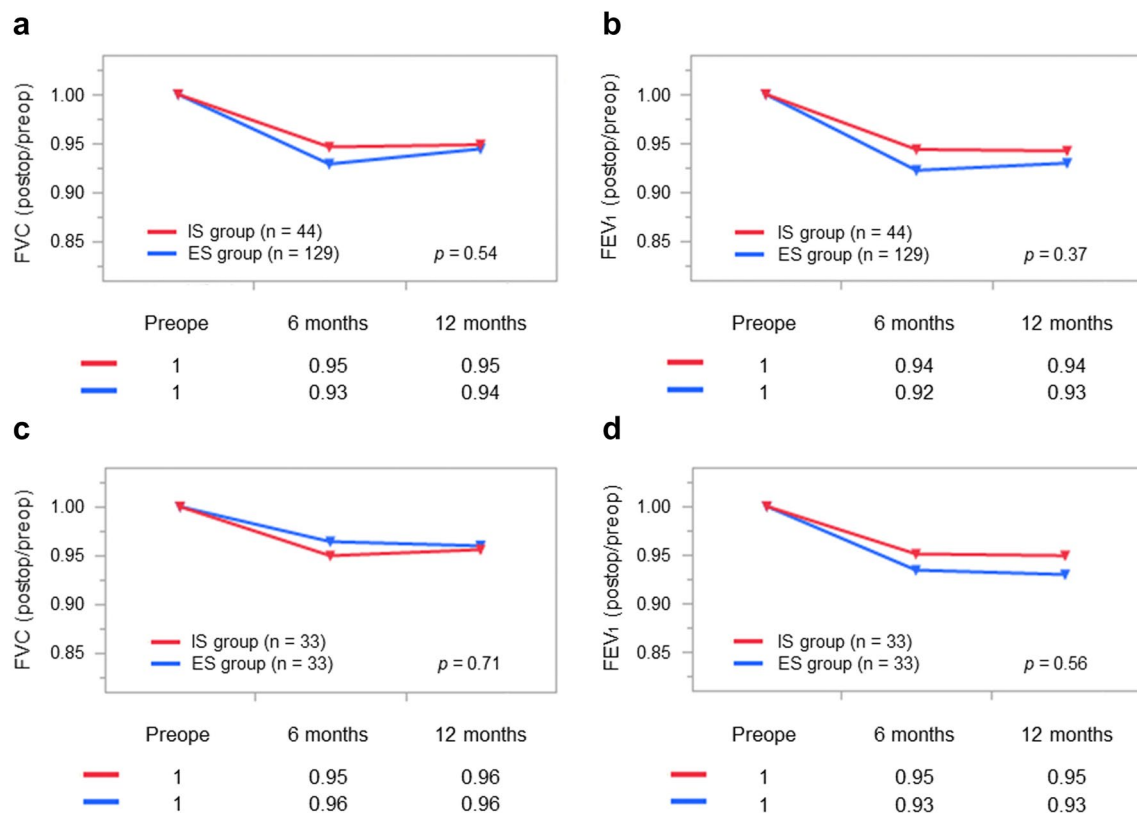 a
FVC (postop/preop)
1.00
0.95
0.90
0.85
IS group (n = 44)
ES group (n = 129)
p = 0.54
Preope 6 months 12 months
1 0.95 0.95
1 0.93 0.94
b
FEV1 (postop/preop)
1.00
0.95
0.90
0.85
IS group (n = 44)
ES group (n = 129)
p = 0.37
Preope 6 months 12 months
1 0.94 0.94
1 0.92 0.93
c
FVC (postop/preop)
1.00
0.95
0.90
0.85
IS group (n = 33)
ES group (n = 33)
p = 0.71
Preope 6 months 12 months
1 0.95 0.96
1 0.96 0.96
d
FEV1 (postop/preop)
1.00
0.95
0.90
0.85
IS group (n = 33)
ES group (n = 33)
p = 0.56
Preope 6 months 12 months
1 0.95 0.95
1 0.93 0.93